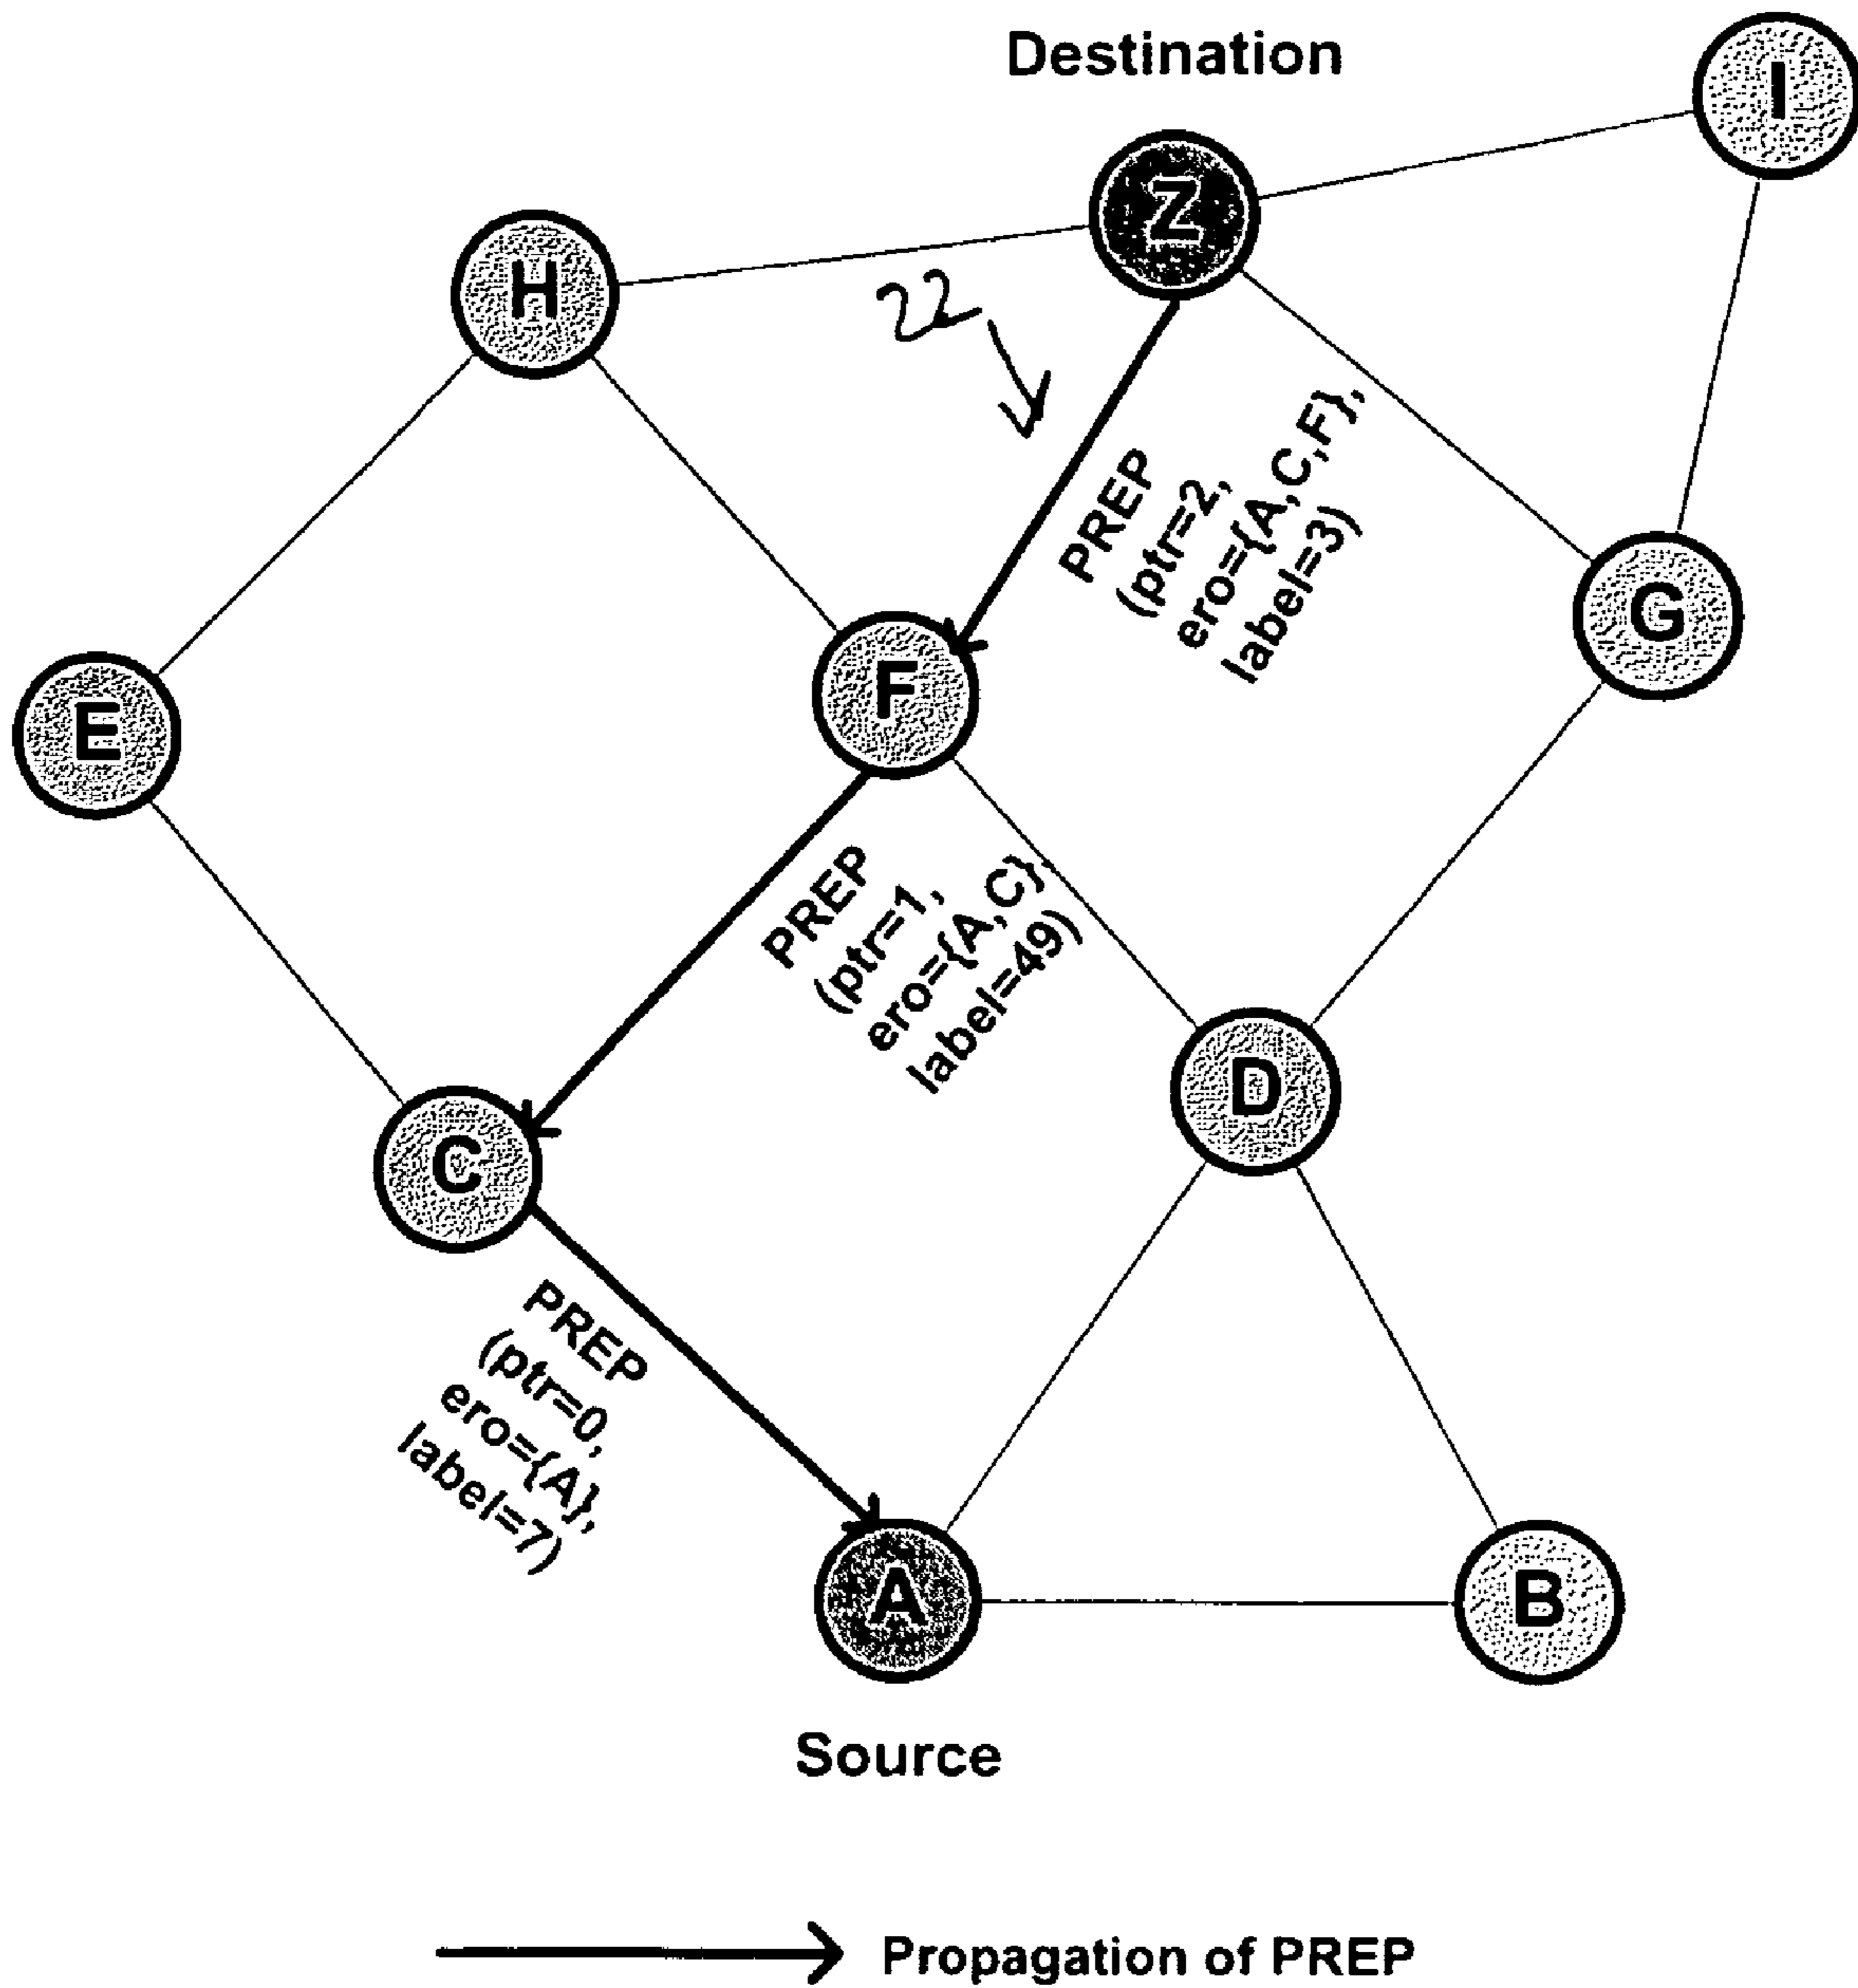 Destination
I
Z
H
22
PREP
(ptr=2,
ero={A,C,F},
label=3)
G
F
E
PREP
(ptr=1,
ero={A,C}
label=49)
D
C
PREP
(ptr=0,
ero={A},
label=7)
A
B
Source
Propagation of PREP